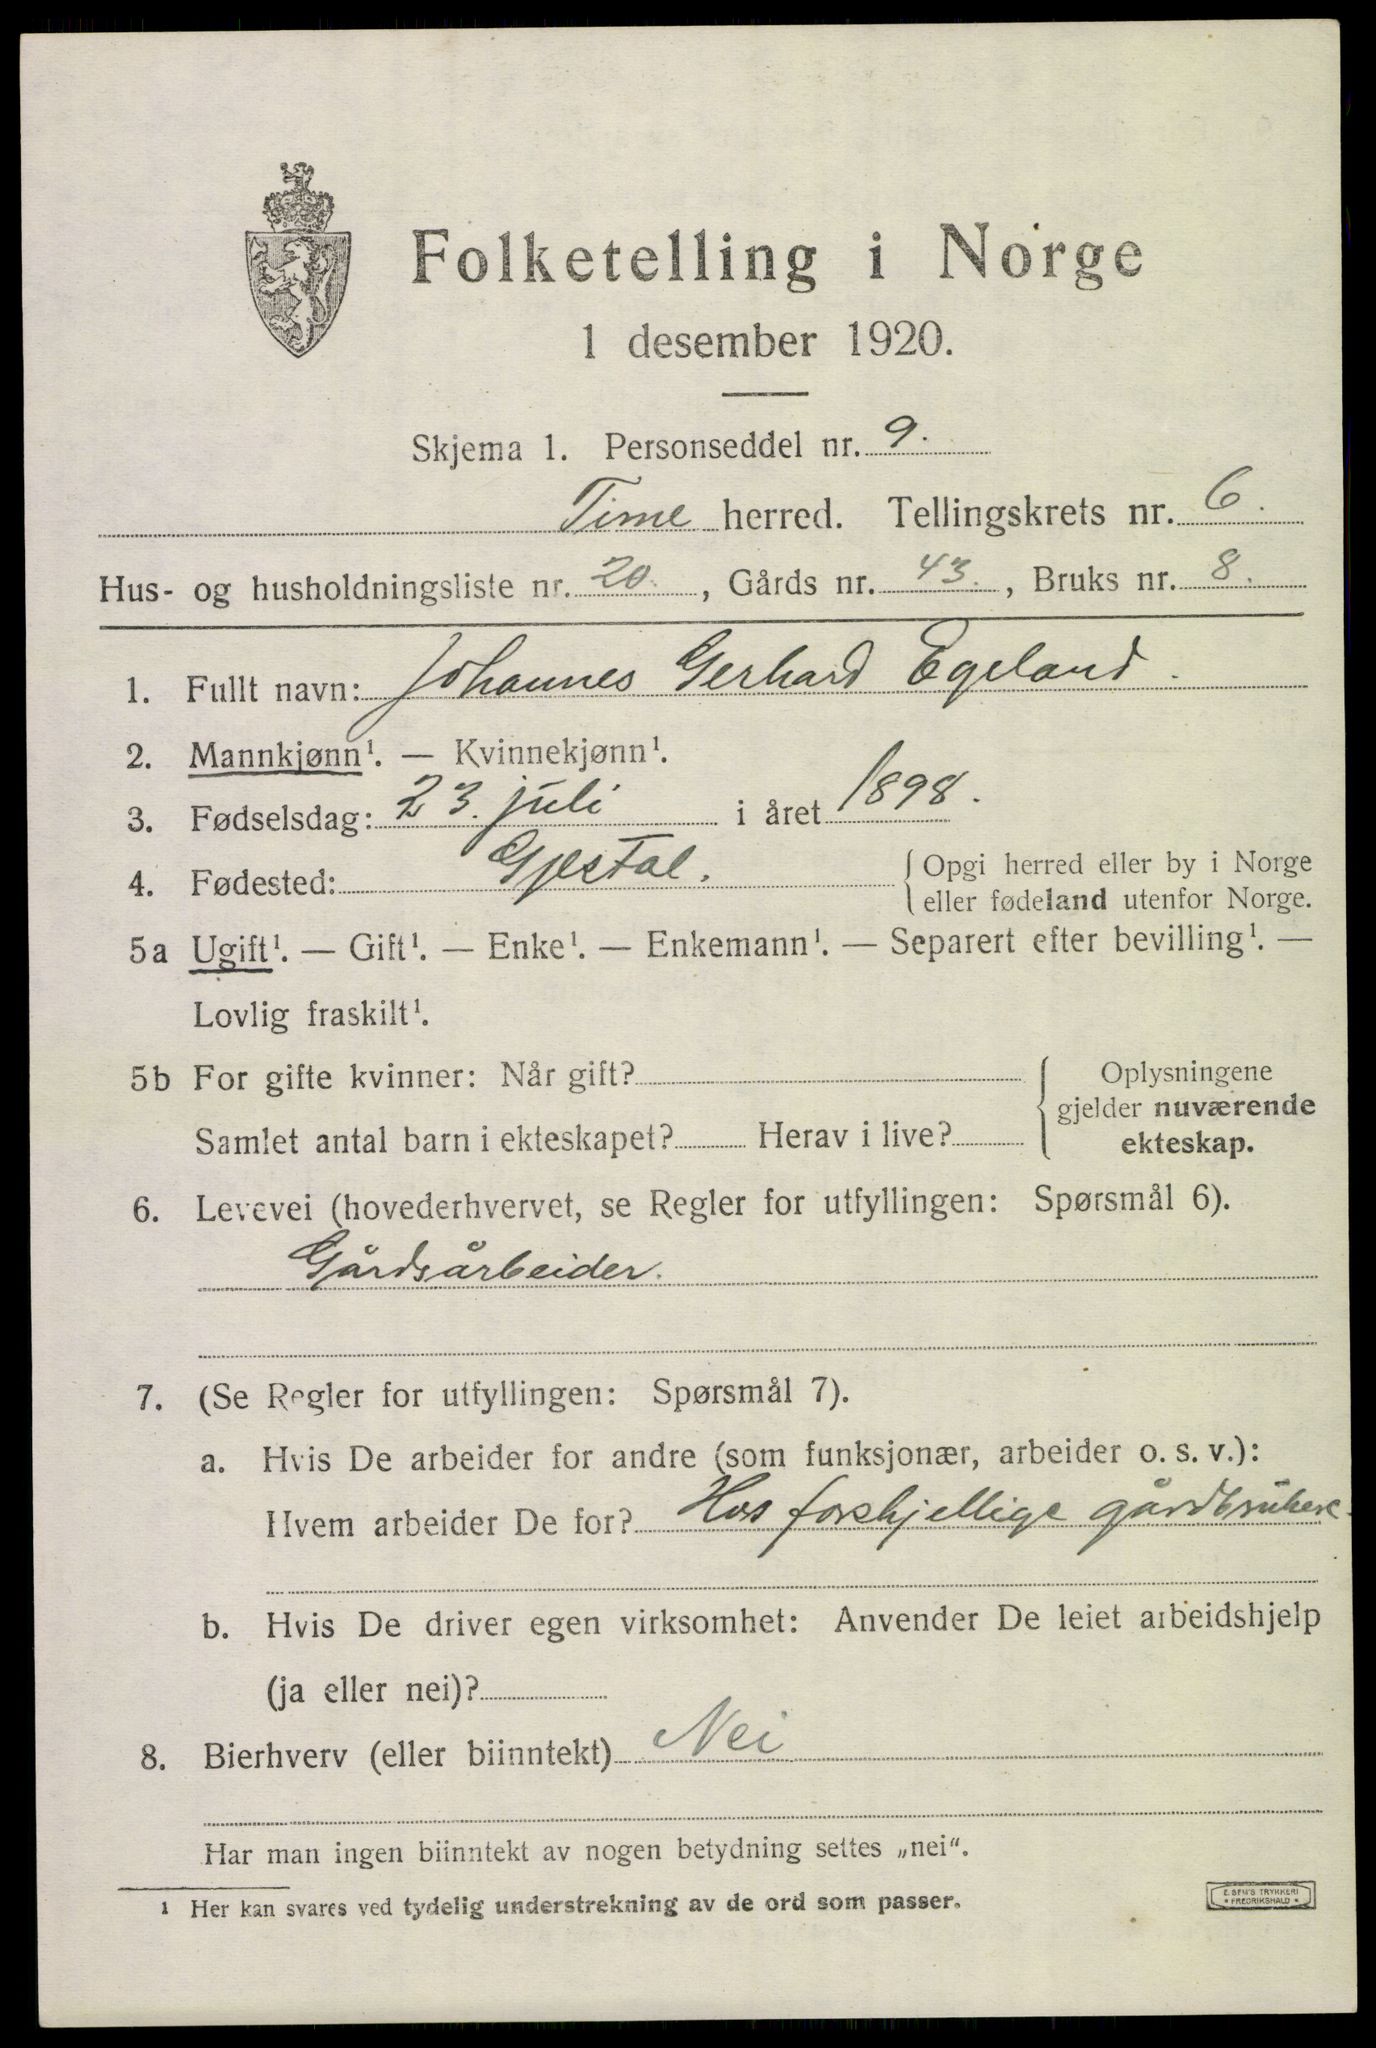 Folketelling i Norge
1 desember 1920.
Skjema 1. Personseddel nr. 9.
Time herred. Tellingskrets nr. 6.
Hus- og husholdningsliste nr. 20., Gårds nr. 43., Bruks nr. 8.
1. Fullt navn: Johannes Gerhard Egeland.
2. Mannkjønn¹. — Kvinnekjønn¹.
3. Fødselsdag: 23. juli i året 1898.
4. Fødested: Gjestal. { Opgi herred eller by i Norge
eller fødeland utenfor Norge.
5a Ugift¹. — Gift¹. — Enke¹. — Enkemann¹. — Separert efter bevilling¹. —
Lovlig fraskilt¹.
5b For gifte kvinner: Når gift? { Oplysningene
gjelder nuværende
Samlet antal barn i ekteskapet? Herav i live? ekteskap.
6. Levevei (hovederhvervet, se Regler for utfyllingen: Spørsmål 6).
Gårdsårbeider.
7. (Se Regler for utfyllingen: Spørsmål 7).
a. Hvis De arbeider for andre (som funksjonær, arbeider o. s. v.):
Hvem arbeider De for? Hos forskjellige gårdbrukere.
b. Hvis De driver egen virksomhet: Anvender De leiet arbeidshjelp
(ja eller nei)?
8. Bierhverv (eller biinntekt) Nei
Har man ingen biinntekt av nogen betydning settes „nei“.
1 Her kan svares ved tydelig understrekning av de ord som passer.
E. SEM'S TRYKKERI
* FREDRIKSHALD *